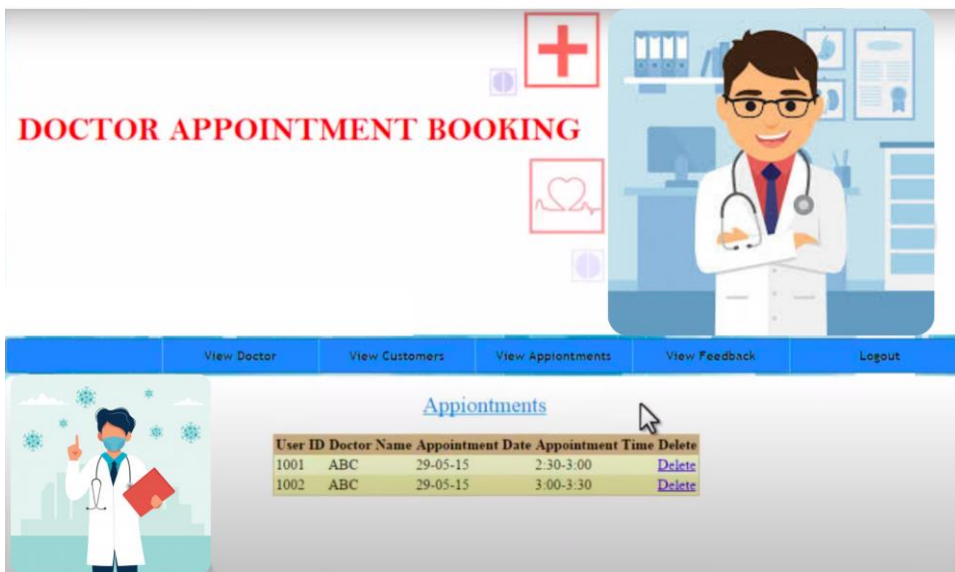 DOCTOR APPOINTMENT BOOKING
View Doctor View Customers View Appiontments View Feedback Logout
Appiontments
User ID Doctor Name Appointment Date Appointment Time Delete
1001 ABC 29-05-15 2:30-3:00 Delete
1002 ABC 29-05-15 3:00-3:30 Delete